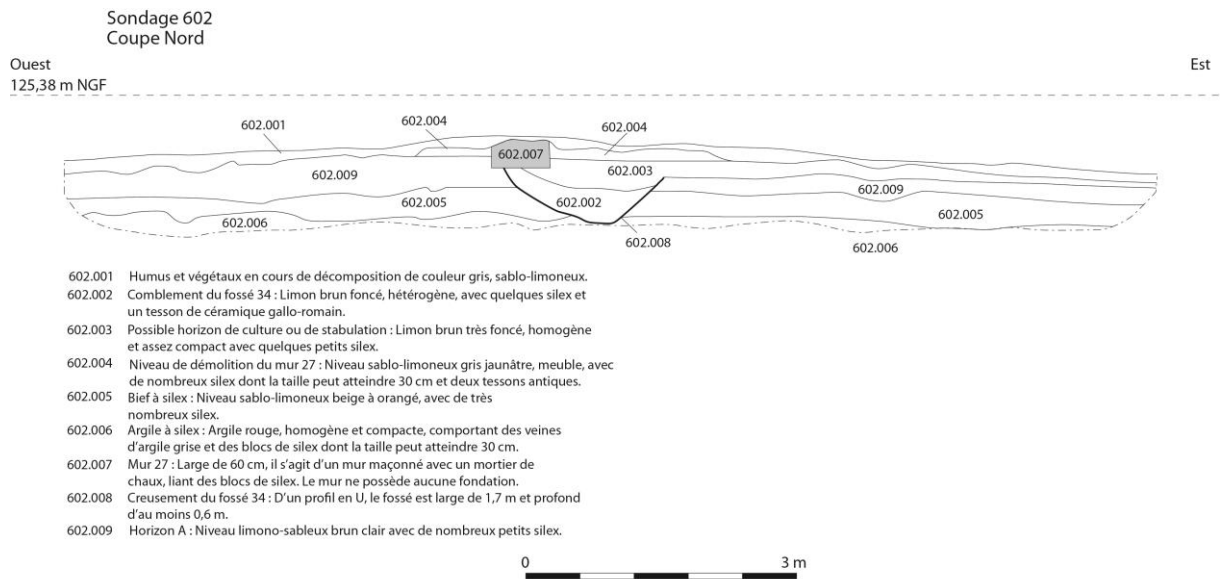 Sondage 602
Coupe Nord
Ouest
Est
125,38 m NGF
602.001
602.004
602.004
602.007
602.003
602.009
602.009
602.005
602.002
602.005
602.006
602.008
602.006
602.001 Humus et végétaux en cours de décomposition de couleur gris, sablo-limoneux.
602.002 Comblement du fossé 34 : Limon brun foncé, hétérogène, avec quelques silex et
un tesson de céramique gallo-romain.
602.003 Possible horizon de culture ou de stabulation : Limon brun très foncé, homogène
et assez compact avec quelques petits silex.
602.004 Niveau de démolition du mur 27 : Niveau sablo-limoneux gris jaunâtre, meuble, avec
de nombreux silex dont la taille peut atteindre 30 cm et deux tessons antiques.
602.005 Bief à silex : Niveau sablo-limoneux beige à orangé, avec de très
nombreux silex.
602.006 Argile à silex : Argile rouge, homogène et compacte, comportant des veines
d'argile grise et des blocs de silex dont la taille peut atteindre 30 cm.
602.007 Mur 27 : Large de 60 cm, il s'agit d'un mur maçonné avec un mortier de
chaux, liant des blocs de silex. Le mur ne possède aucune fondation.
602.008 Creusement du fossé 34 : D'un profil en U, le fossé est large de 1,7 m et profond
d'au moins 0,6 m.
602.009 Horizon A : Niveau limono-sableux brun clair avec de nombreux petits silex.
0 3 m